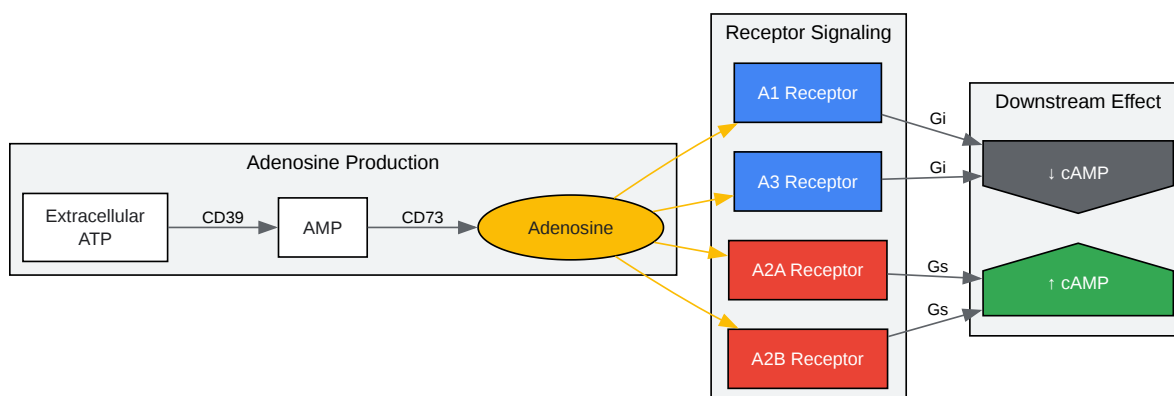 Receptor Signaling
A1 Receptor
Gi
Downstream Effect
Adenosine Production
A3 Receptor
Gi
↓ cAMP
Extracellular
ATP
CD39
AMP
CD73
Adenosine
A2A Receptor
Gs
↑ cAMP
Gs
A2B Receptor